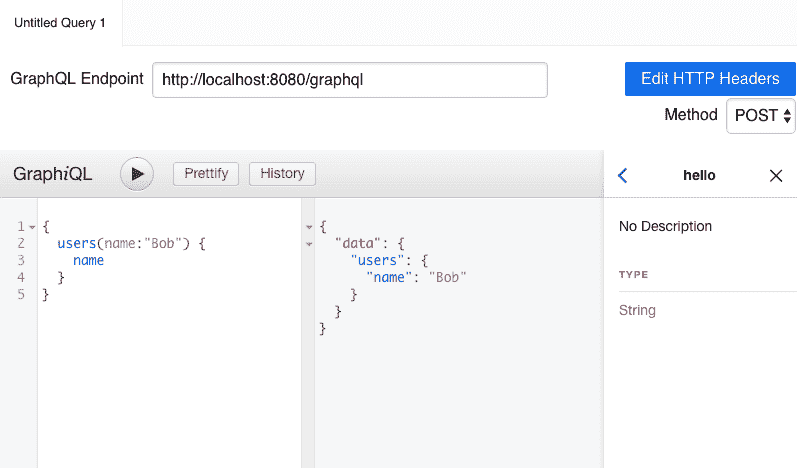 Untitled Query 1
GraphQL Endpoint http://localhost:8080/graphql Edit HTTP Headers
Method POST
GraphiQL Prettify History
1 {
2 users(name:"Bob") {
3 name
4 }
5 }
{
"data": {
"users": {
"name": "Bob"
}
}
}
hello
No Description
TYPE
String